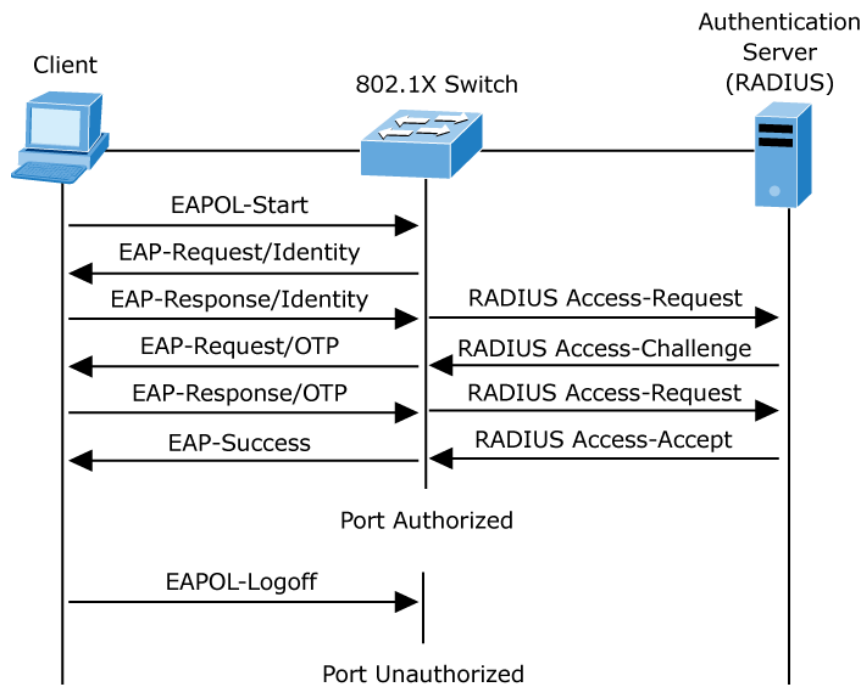 Authentication
Server
(RADIUS)
Client
802.1X Switch
EAPOL-Start
EAP-Request/Identity
EAP-Response/Identity
RADIUS Access-Request
EAP-Request/OTP
RADIUS Access-Challenge
EAP-Response/OTP
RADIUS Access-Request
EAP-Success
RADIUS Access-Accept
Port Authorized
EAPOL-Logoff
Port Unauthorized